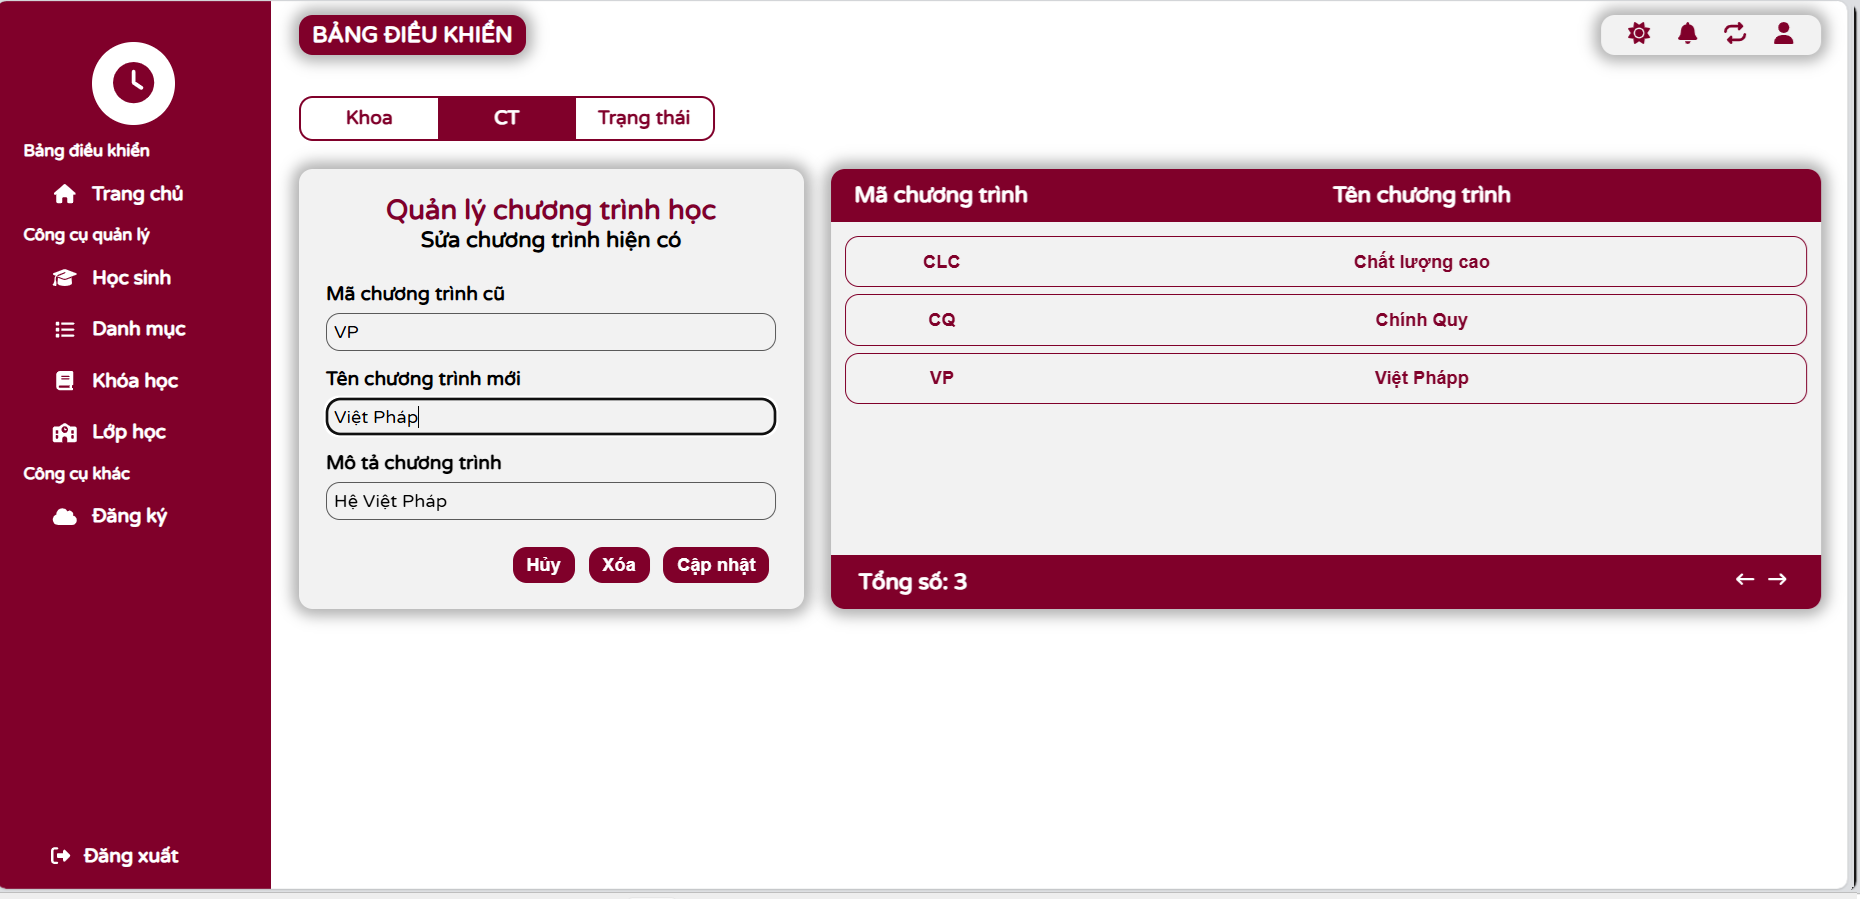 BẢNG ĐIỀU KHIỂN
Bảng điều khiển
Trang chủ
Công cụ quản lý
Học sinh
Danh mục
Khóa học
Lớp học
Công cụ khác
Đăng ký
Đăng xuất
Khoa CT Trạng thái
Quản lý chương trình học
Sửa chương trình hiện có
Mã chương trình cũ
VP
Tên chương trình mới
Việt Pháp
Mô tả chương trình
Hệ Việt Pháp
Hủy Xóa Cập nhật
Mã chương trình Tên chương trình
CLC Chất lượng cao
CQ Chính Quy
VP Việt Phápp
Tổng số: 3